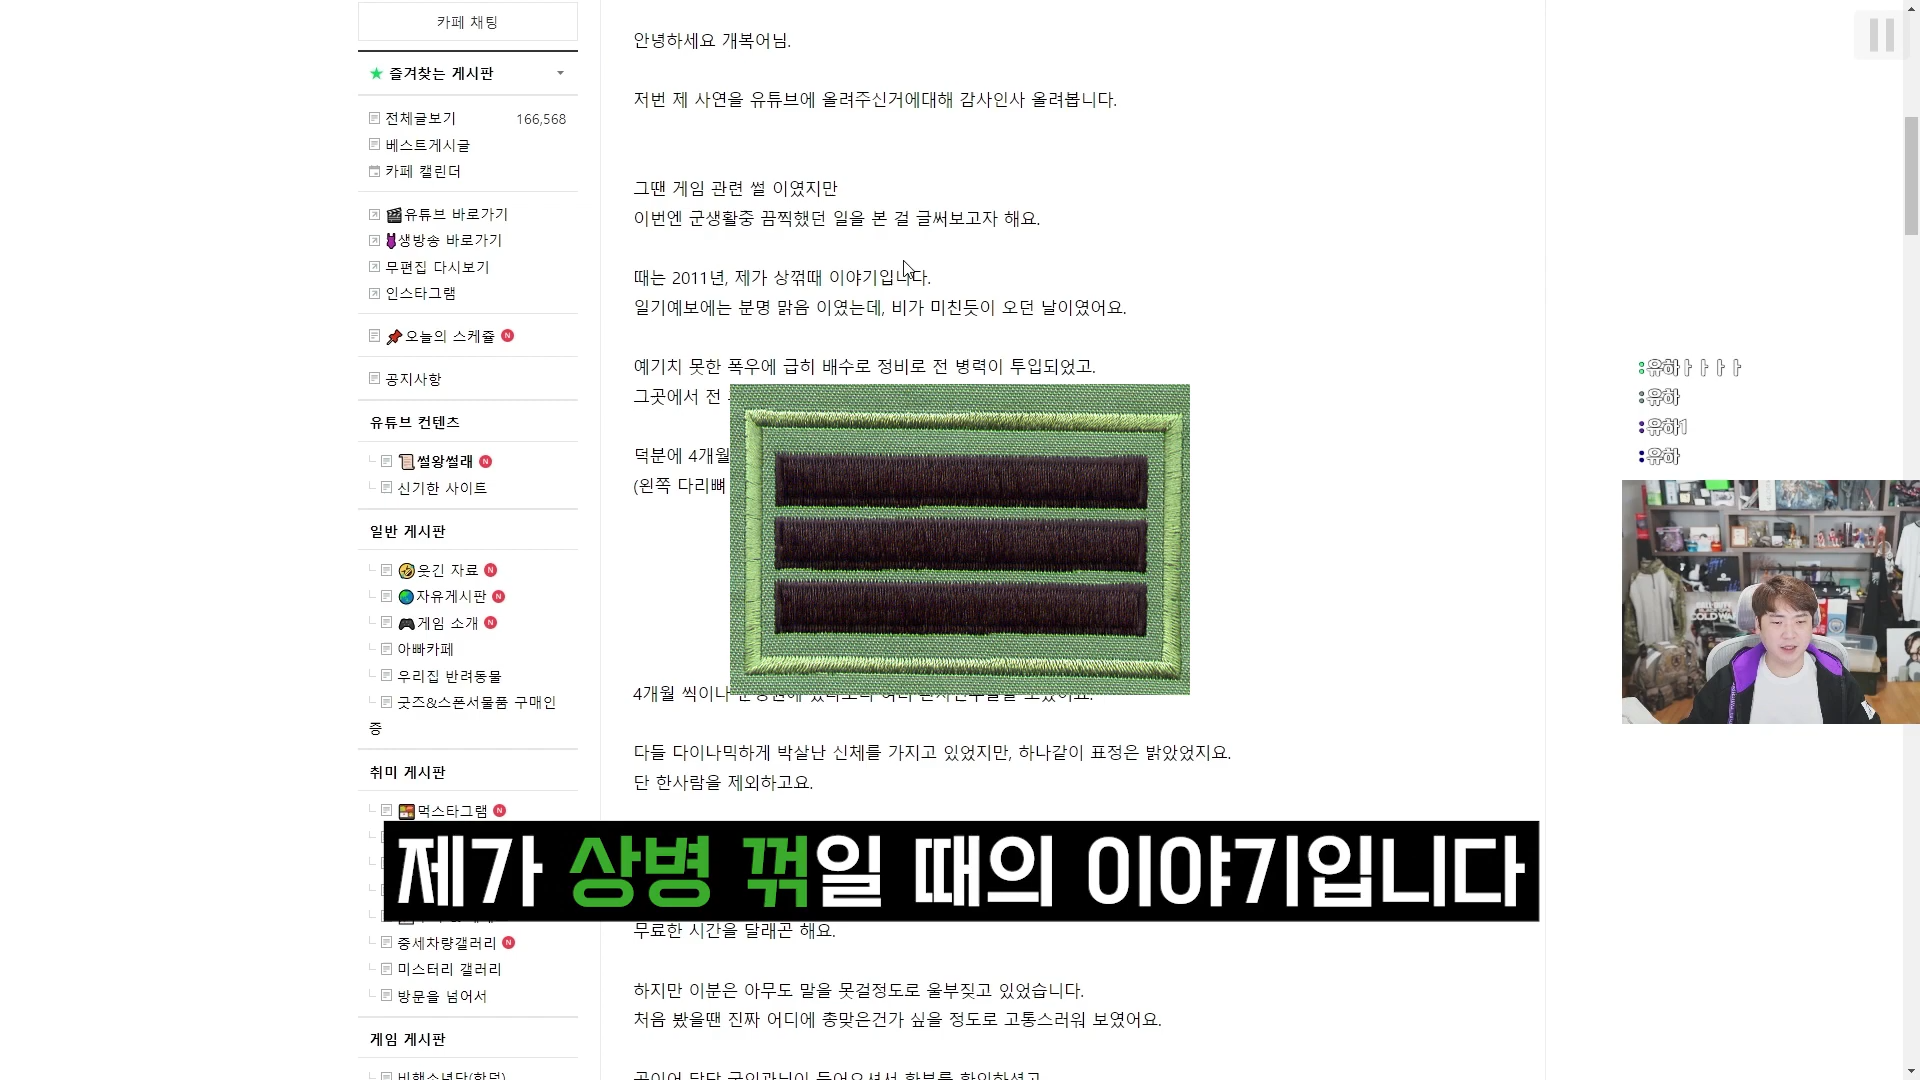 카페 채팅
즐겨찾는 게시판
전체글보기 166,568
베스트게시글
카페 캘린더
유튜브 바로가기
생방송 바로가기
무편집 다시보기
인스타그램
오늘의 스케쥴 N
공지사항
유튜브 컨텐츠
썰왕썰래 N
신기한 사이트
일반 게시판
웃긴 자료 N
자유게시판 N
게임 소개 N
아빠카페
우리집 반려동물
굿즈&스폰서물품 구매인
증
취미 게시판
먹스타그램 N
중세차량갤러리 N
미스터리 갤러리
방문을 넘어서
게임 게시판
안녕하세요 개복어님.
저번 제 사연을 유튜브에 올려주신거에대해 감사인사 올려봅니다.
그땐 게임 관련 썰 이였지만
이번엔 군생활중 끔찍했던 일을 본 걸 글써보고자 해요.
때는 2011년, 제가 상꺾때 이야기입니다.
일기예보에는 분명 맑음 이였는데, 비가 미친듯이 오던 날이였어요.
예기치 못한 폭우에 급히 배수로 정비로 전 병력이 투입되었고.
그곳에서 전
덕분에 4개월
(왼쪽 다리뼈
4개월 씩이나
다들 다이나믹하게 박살난 신체를 가지고 있었지만, 하나같이 표정은 밝았었지요.
단 한사람을 제외하고요.
제가 상병 꺾일 때의 이야기입니다
무료한 시간을 달래곤 해요.
하지만 이분은 아무도 말을 못걸정도로 울부짖고 있었습니다.
처음 봤을땐 진짜 어디에 총맞은건가 싶을 정도로 고통스러워 보였어요.
:유하ㅏㅏㅏㅏ
:유하
:유하1
:유하